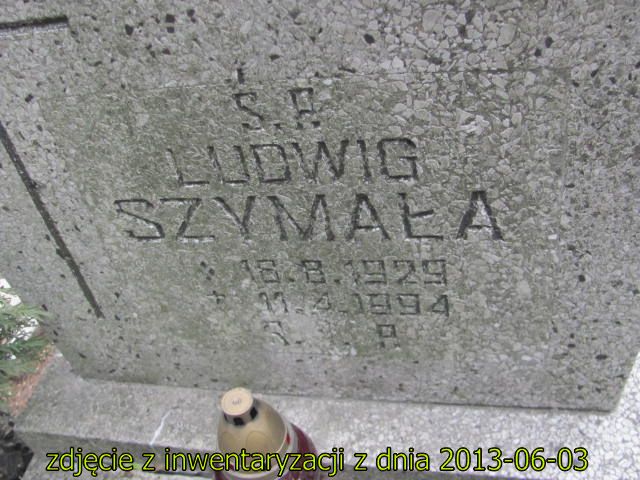 Ś.P.
LUDWIG
SZYMAŁA
* 16.8.1929
† 11.4.1994
zdjęcie z inwentaryzacji z dnia 2013-06-03